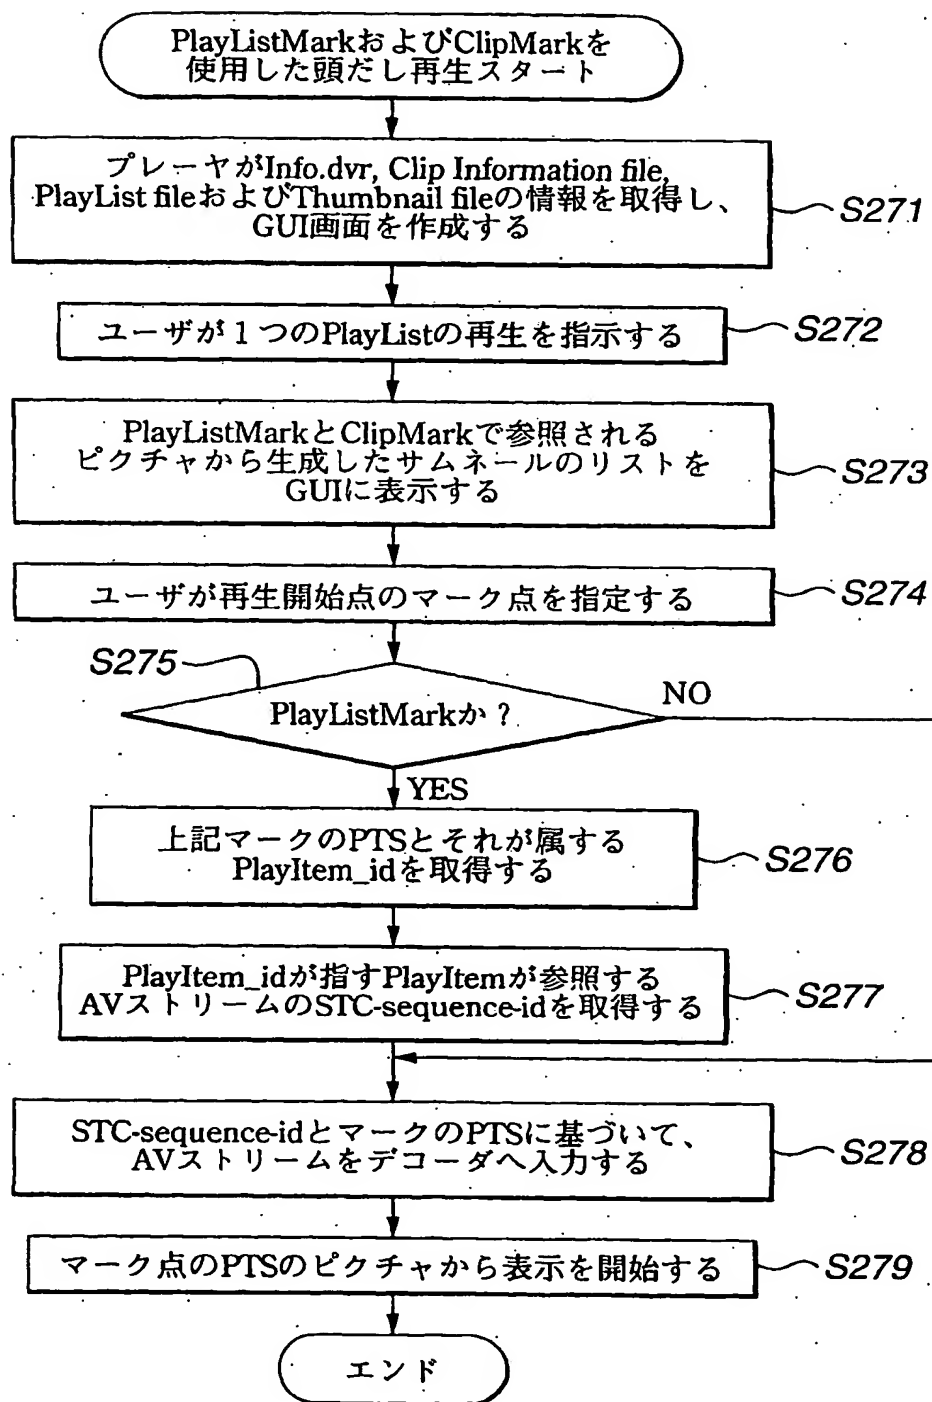 PlayListMarkおよびClipMarkを
使用した頭だし再生スタート
プレーヤがInfo.dvr, Clip Information file,
PlayList fileおよびThumbnail fileの情報を取得し、
GUI画面を作成する
S271
ユーザが1つのPlayListの再生を指示する
S272
PlayListMarkとClipMarkで参照される
ピクチャから生成したサムネールのリストを
GUIに表示する
S273
ユーザが再生開始点のマーク点を指定する
S274
S275
PlayListMarkか?
NO
YES
上記マークのPTSとそれが属する
PlayItem_idを取得する
S276
PlayItem_idが指すPlayItemが参照する
AVストリームのSTC-sequence-idを取得する
S277
STC-sequence-idとマークのPTSに基づいて、
AVストリームをデコーダへ入力する
S278
マーク点のPTSのピクチャから表示を開始する
S279
エンド